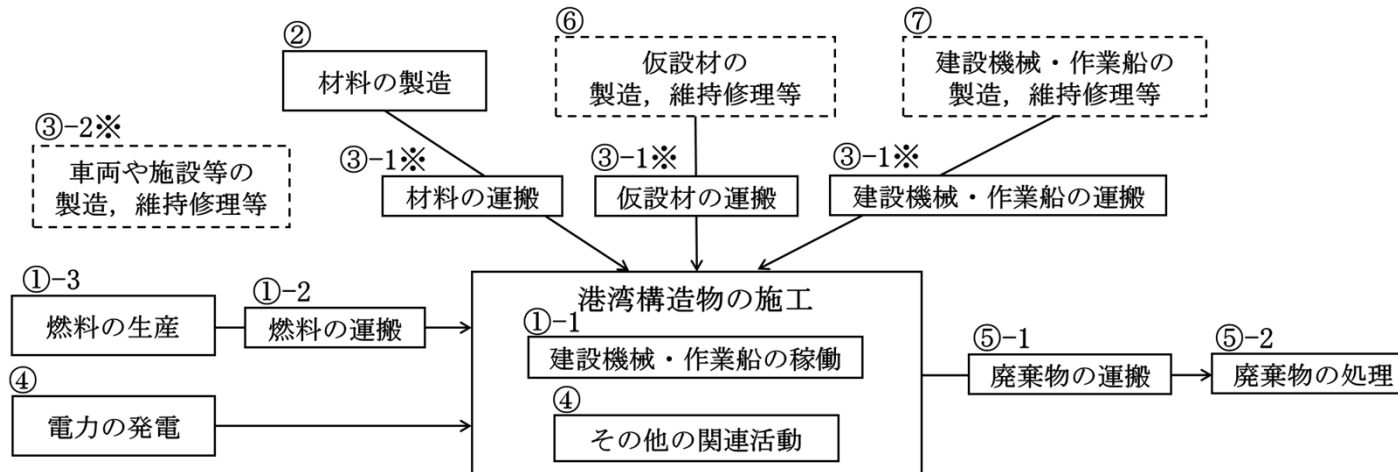 ②
材料の製造
⑥
仮設材の
製造，維持修理等
⑦
建設機械・作業船の
製造，維持修理等
③-2※
車両や施設等の
製造，維持修理等
③-1※
材料の運搬
③-1※
仮設材の運搬
③-1※
建設機械・作業船の運搬
①-3
燃料の生産
①-2
燃料の運搬
④
電力の発電
港湾構造物の施工
①-1
建設機械・作業船の稼働
④
その他の関連活動
⑤-1
廃棄物の運搬
⑤-2
廃棄物の処理